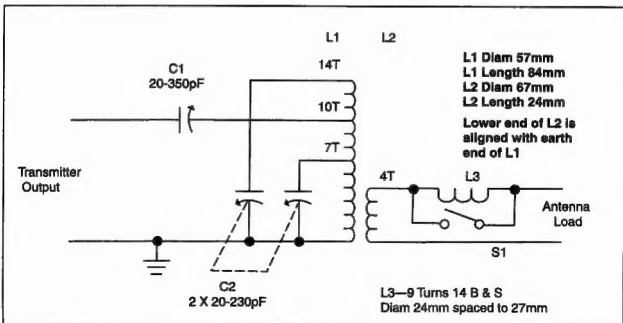 L1
L2
14T
C1
20-350pF
10T
7T
Transmitter
Output
C2
2 X 20-230pF
4T
L3
Antenna
Load
S1
L1 Diam 57mm
L1 Length 84mm
L2 Diam 67mm
L2 Length 24mm
Lower end of L2 is
aligned with earth
end of L1
L3—9 Turns 14 B & S
Diam 24mm spaced to 27mm